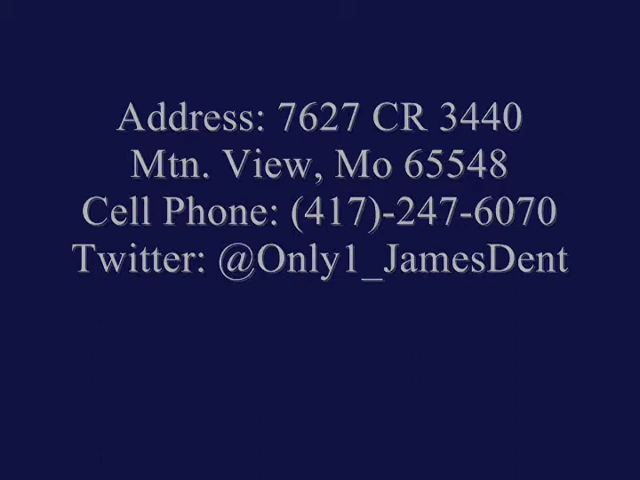 Address: 7627 CR 3440
Mtn. View, Mo 65548
Cell Phone: (417)-247-6070
Twitter: @Only1_JamesDent